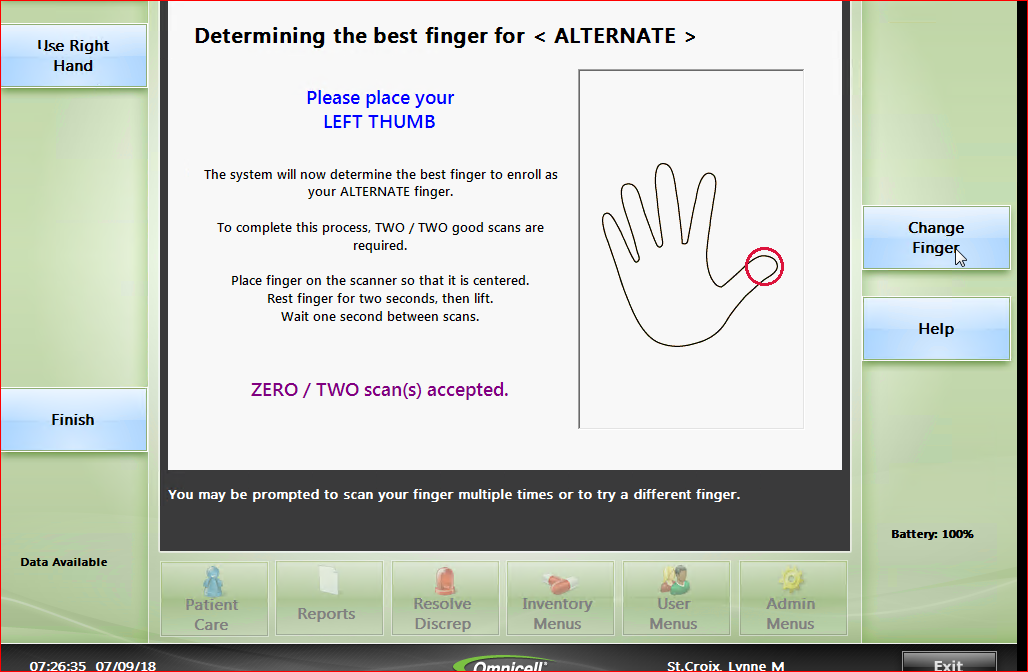 Use Right
Hand
Determining the best finger for < ALTERNATE >
Please place your
LEFT THUMB
The system will now determine the best finger to enroll as
your ALTERNATE finger.
To complete this process, TWO / TWO good scans are
required.
Place finger on the scanner so that it is centered.
Rest finger for two seconds, then lift.
Wait one second between scans.
ZERO / TWO scan(s) accepted.
Change
Finger
Help
Finish
You may be prompted to scan your finger multiple times or to try a different finger.
Battery: 100%
Data Available
Patient
Care
Reports
Resolve
Discrep
Inventory
Menus
User
Menus
Admin
Menus
07:26:35 07/09/18
Omnicell
St.Croix, Lynne M
Exit